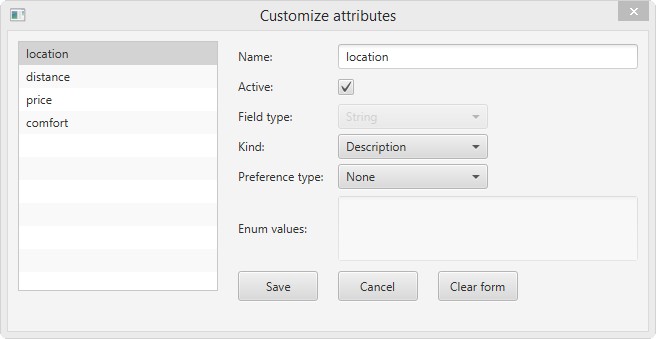 Customize attributes
location
distance
price
comfort
Name: location
Active:
Field type: String
Kind: Description
Preference type: None
Enum values:
Save Cancel Clear form